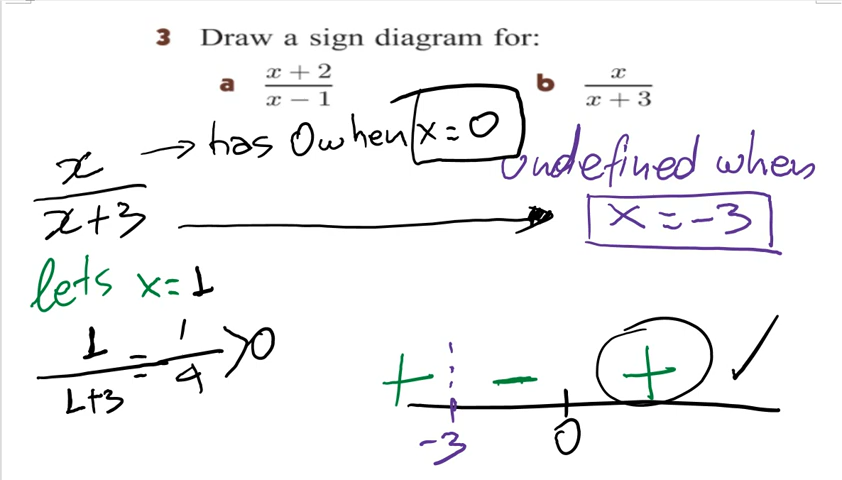 3 Draw a sign diagram for:
a (x + 2)/(x − 1) b x/(x + 3)
x/(x+3) → has 0 when x = 0
undefined when
x = -3
lets x = 1
1/(1+3) = 1/4 > 0
+ - + ✓
-3 0